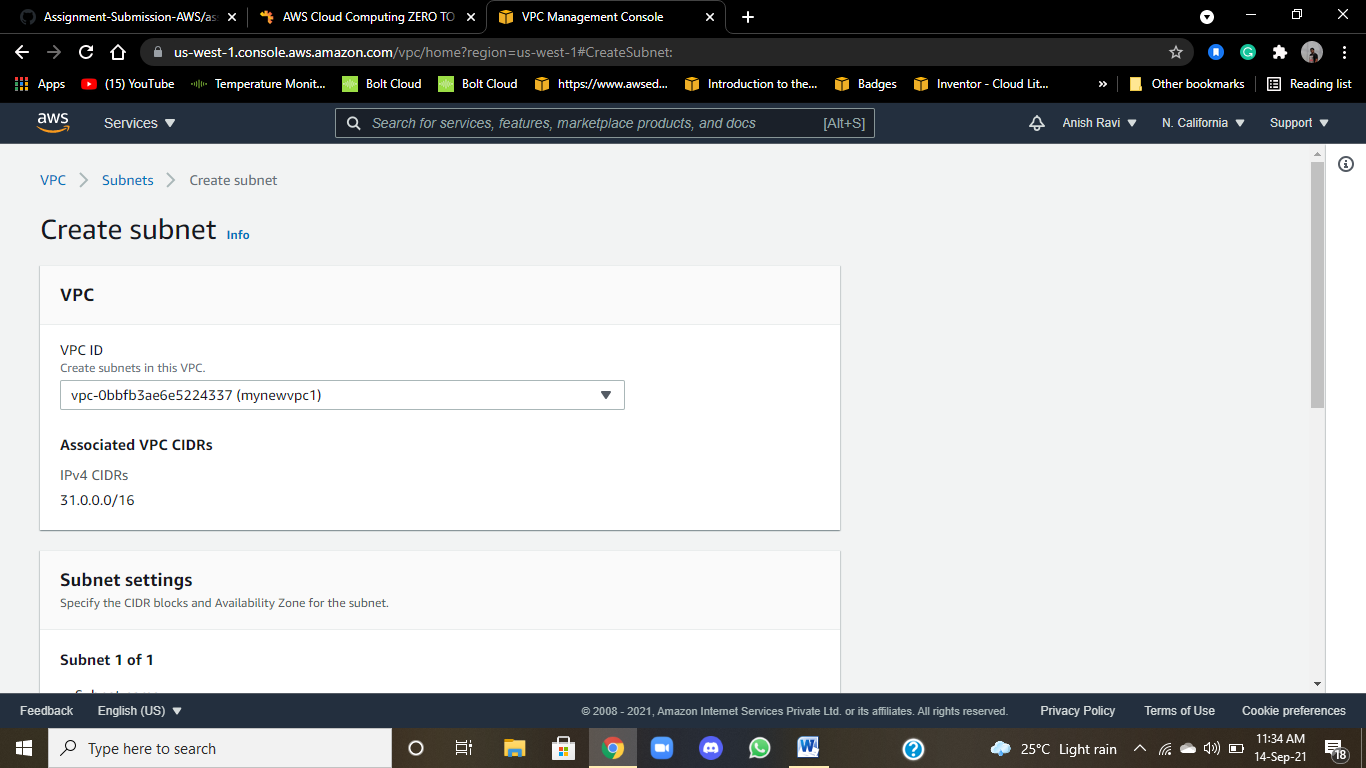 Assignment-Submission-AWS/as
AWS Cloud Computing ZERO TO
VPC Management Console
us-west-1.console.aws.amazon.com/vpc/home?region=us-west-1#CreateSubnet:
Apps
(15) YouTube
Temperature Monit...
Bolt Cloud
Bolt Cloud
https://www.awsed...
Introduction to the...
Badges
Inventor - Cloud Lit...
»
Other bookmarks
Reading list
aws
Services
Search for services, features, marketplace products, and docs
[Alt+S]
Anish Ravi
N. California
Support
VPC
Subnets
Create subnet
Create subnet Info
VPC
VPC ID
Create subnets in this VPC.
vpc-0bbfb3ae6e5224337 (mynewvpc1)
Associated VPC CIDRs
IPv4 CIDRs
31.0.0.0/16
Subnet settings
Specify the CIDR blocks and Availability Zone for the subnet.
Subnet 1 of 1
Feedback
English (US)
© 2008 - 2021, Amazon Internet Services Private Ltd. or its affiliates. All rights reserved.
Privacy Policy
Terms of Use
Cookie preferences
Type here to search
25°C Light rain
11:34 AM
14-Sep-21
18